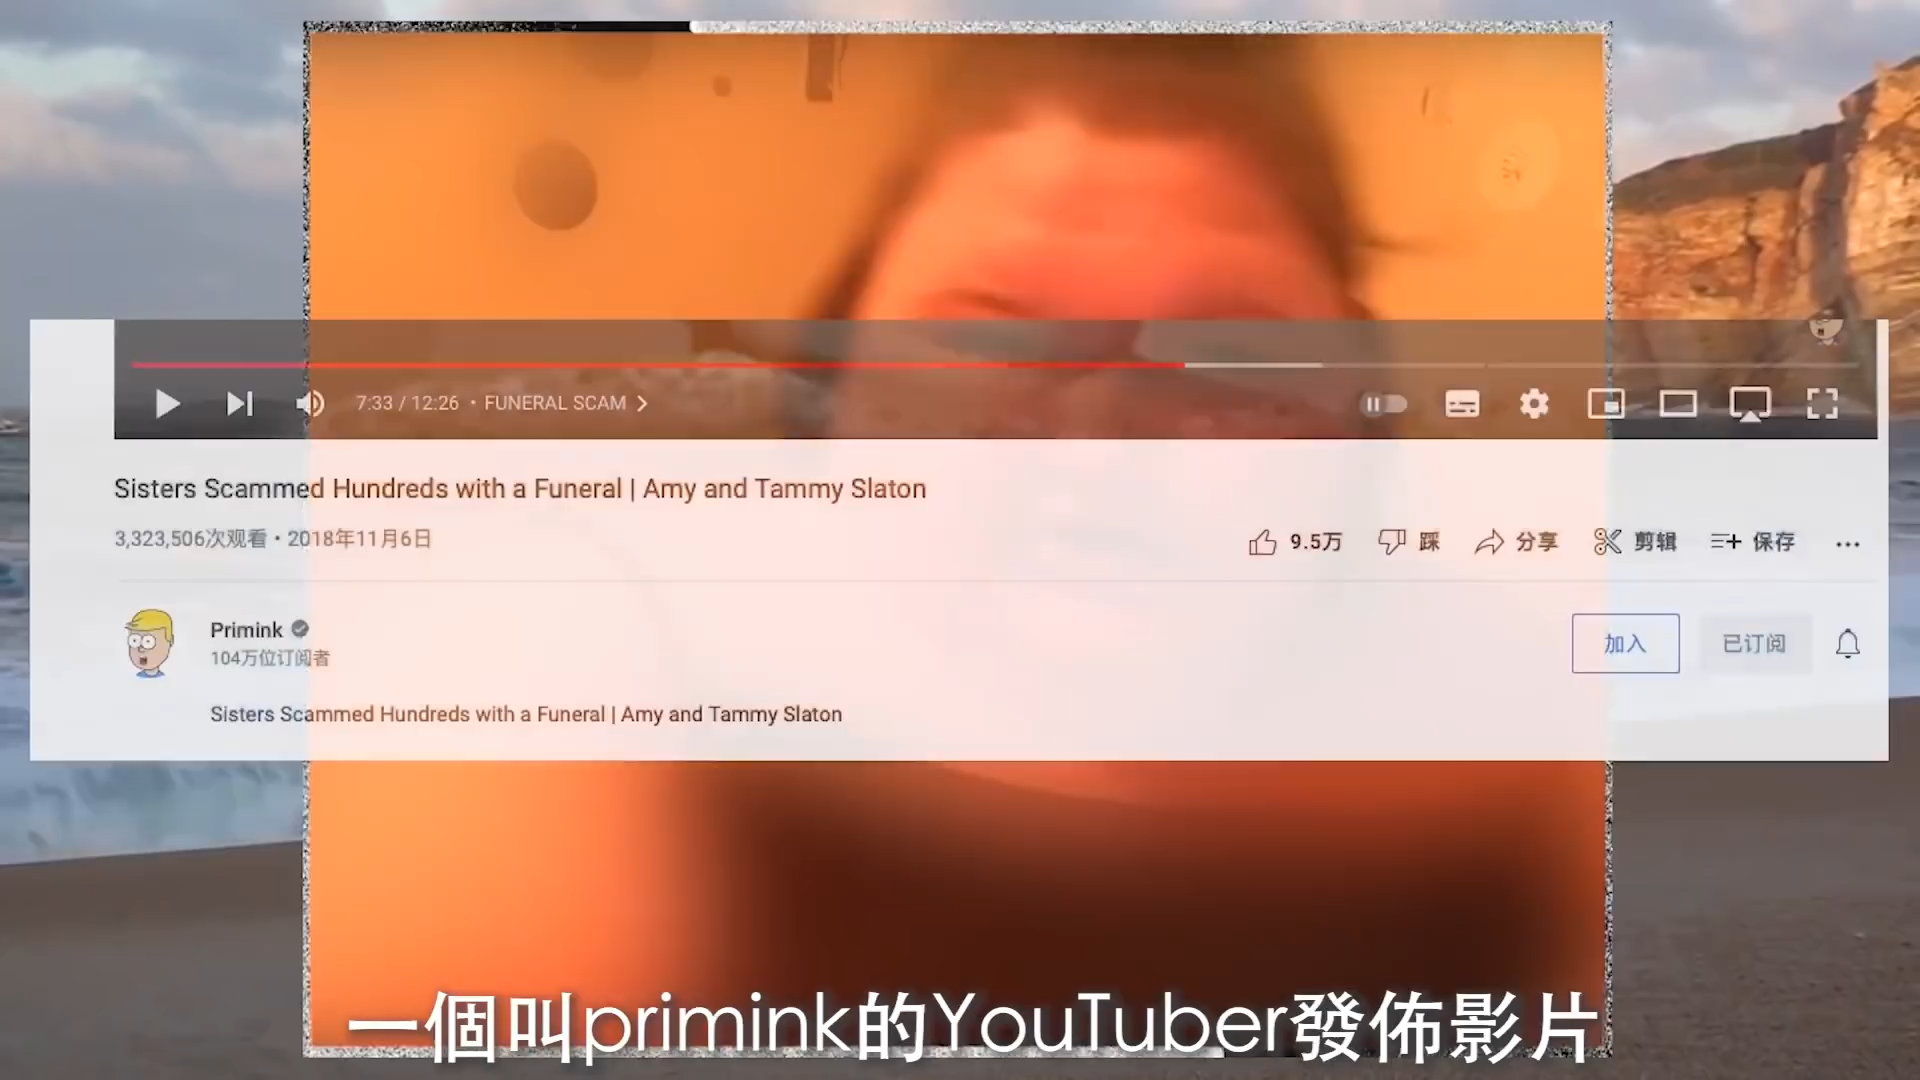 7:33 / 12:26 • FUNERAL SCAM
Sisters Scammed Hundreds with a Funeral | Amy and Tammy Slaton
3,323,506次观看 • 2018年11月6日
9.5万 踩 分享 剪辑 保存
Primink
104万位订阅者
加入 已订阅
Sisters Scammed Hundreds with a Funeral | Amy and Tammy Slaton
一個叫primink的YouTuber發佈影片